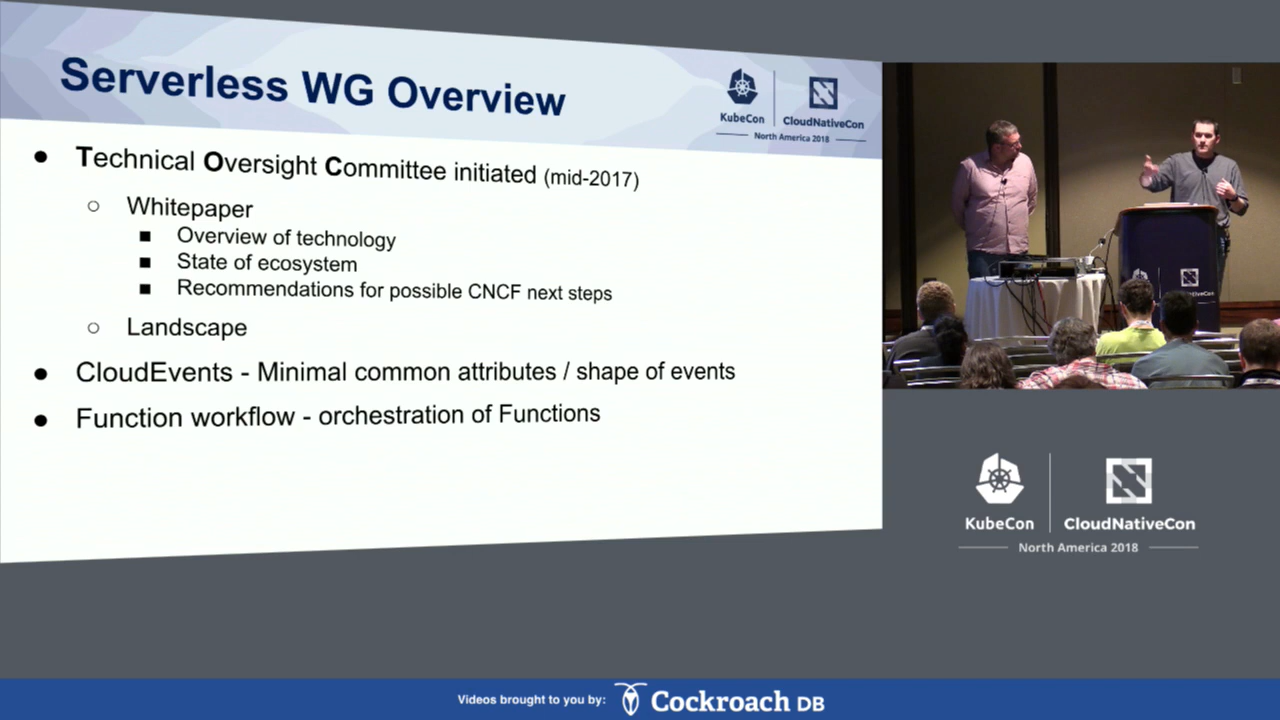 Serverless WG Overview
KubeCon
CloudNativeCon
North America 2018
● Technical Oversight Committee initiated (mid-2017)
○ Whitepaper
■ Overview of technology
■ State of ecosystem
■ Recommendations for possible CNCF next steps
○ Landscape
● CloudEvents - Minimal common attributes / shape of events
● Function workflow - orchestration of Functions
KubeCon
CloudNativeCon
North America 2018
Videos brought to you by: Cockroach DB